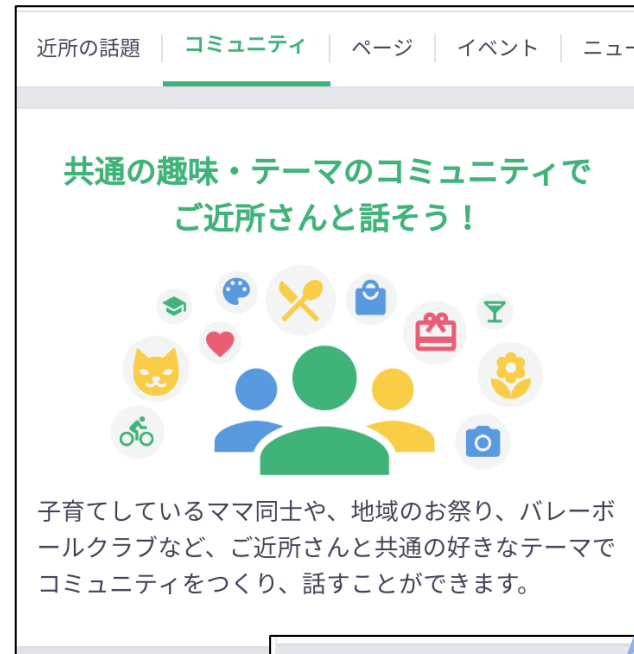 近所の話題 コミュニティ ページ イベント ニュー
共通の趣味・テーマのコミュニティで
ご近所さんと話そう！
子育てしているママ同士や、地域のお祭り、バレーボ
ールクラブなど、ご近所さんと共通の好きなテーマで
コミュニティをつくり、話すことができます。